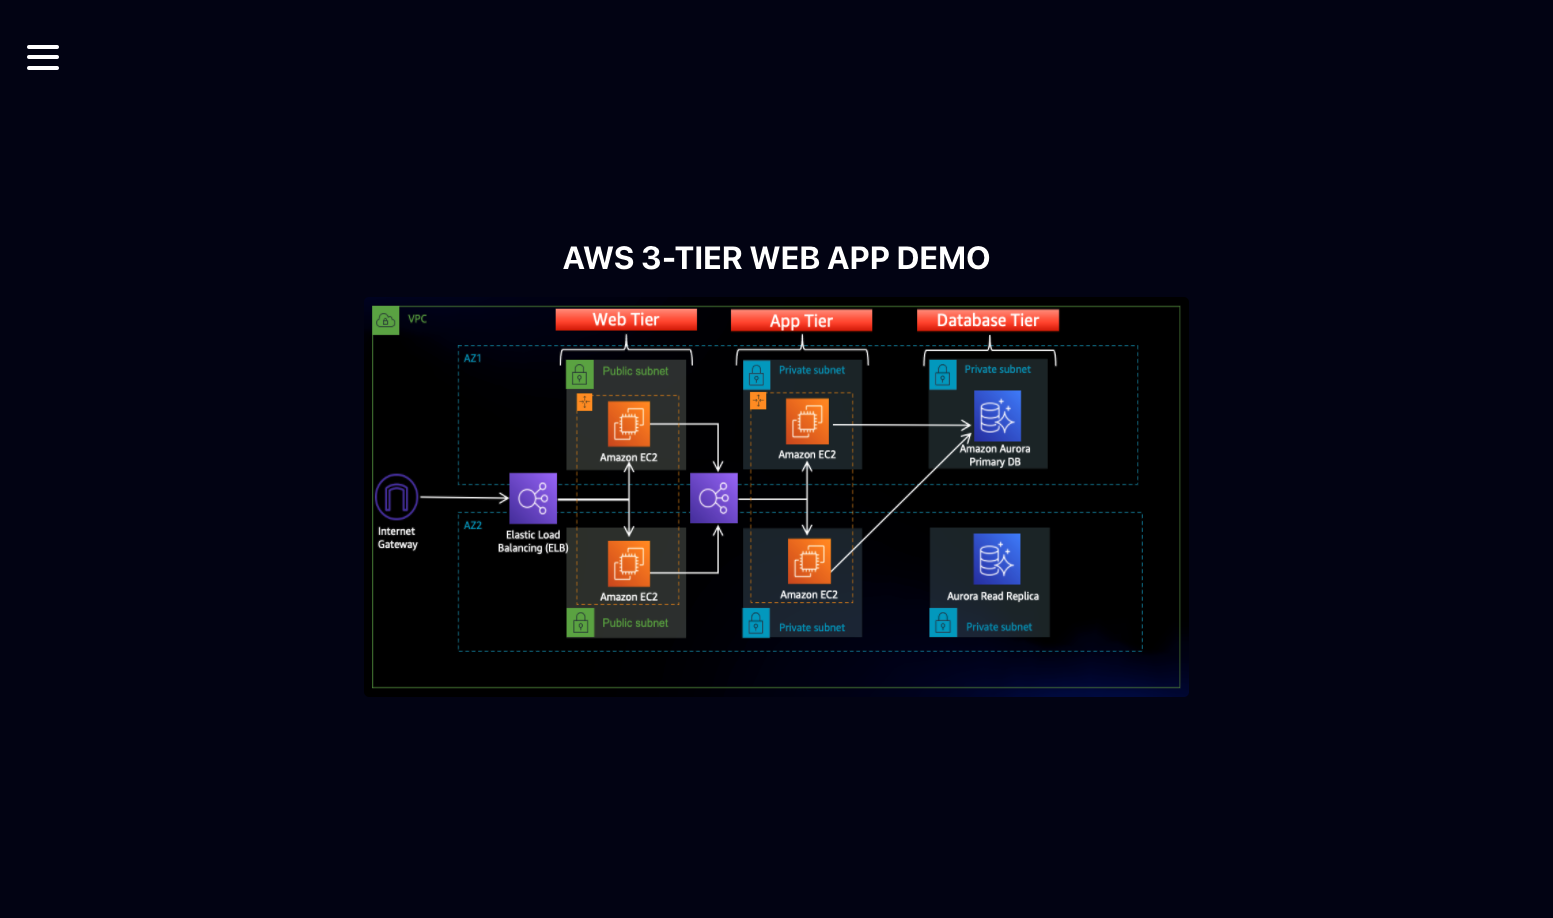 AWS 3-TIER WEB APP DEMO
VPC
Web Tier
App Tier
Database Tier
AZ1
Public subnet
Private subnet
Private subnet
Amazon EC2
Amazon EC2
Amazon Aurora
Primary DB
Internet
Gateway
Elastic Load
Balancing (ELB)
AZ2
Amazon EC2
Amazon EC2
Aurora Read Replica
Public subnet
Private subnet
Private subnet